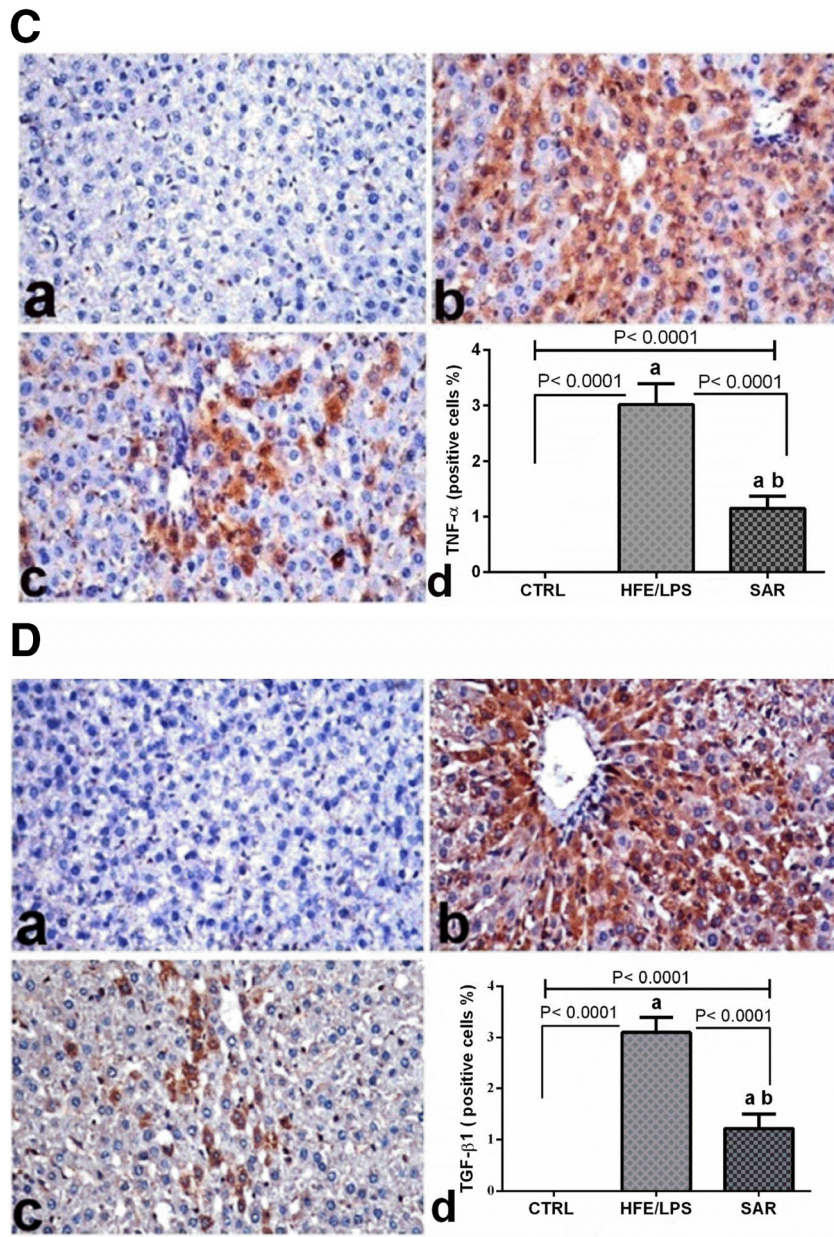 C
a
b
c
d
TNF-α (positive cells %)
4
3
2
1
0
P< 0.0001
P< 0.0001
P< 0.0001
a
a b
CTRL HFE/LPS SAR
D
a
b
c
d
TGF-β1 ( positive cells %)
4
3
2
1
0
P< 0.0001
P< 0.0001
P< 0.0001
a
a b
CTRL HFE/LPS SAR